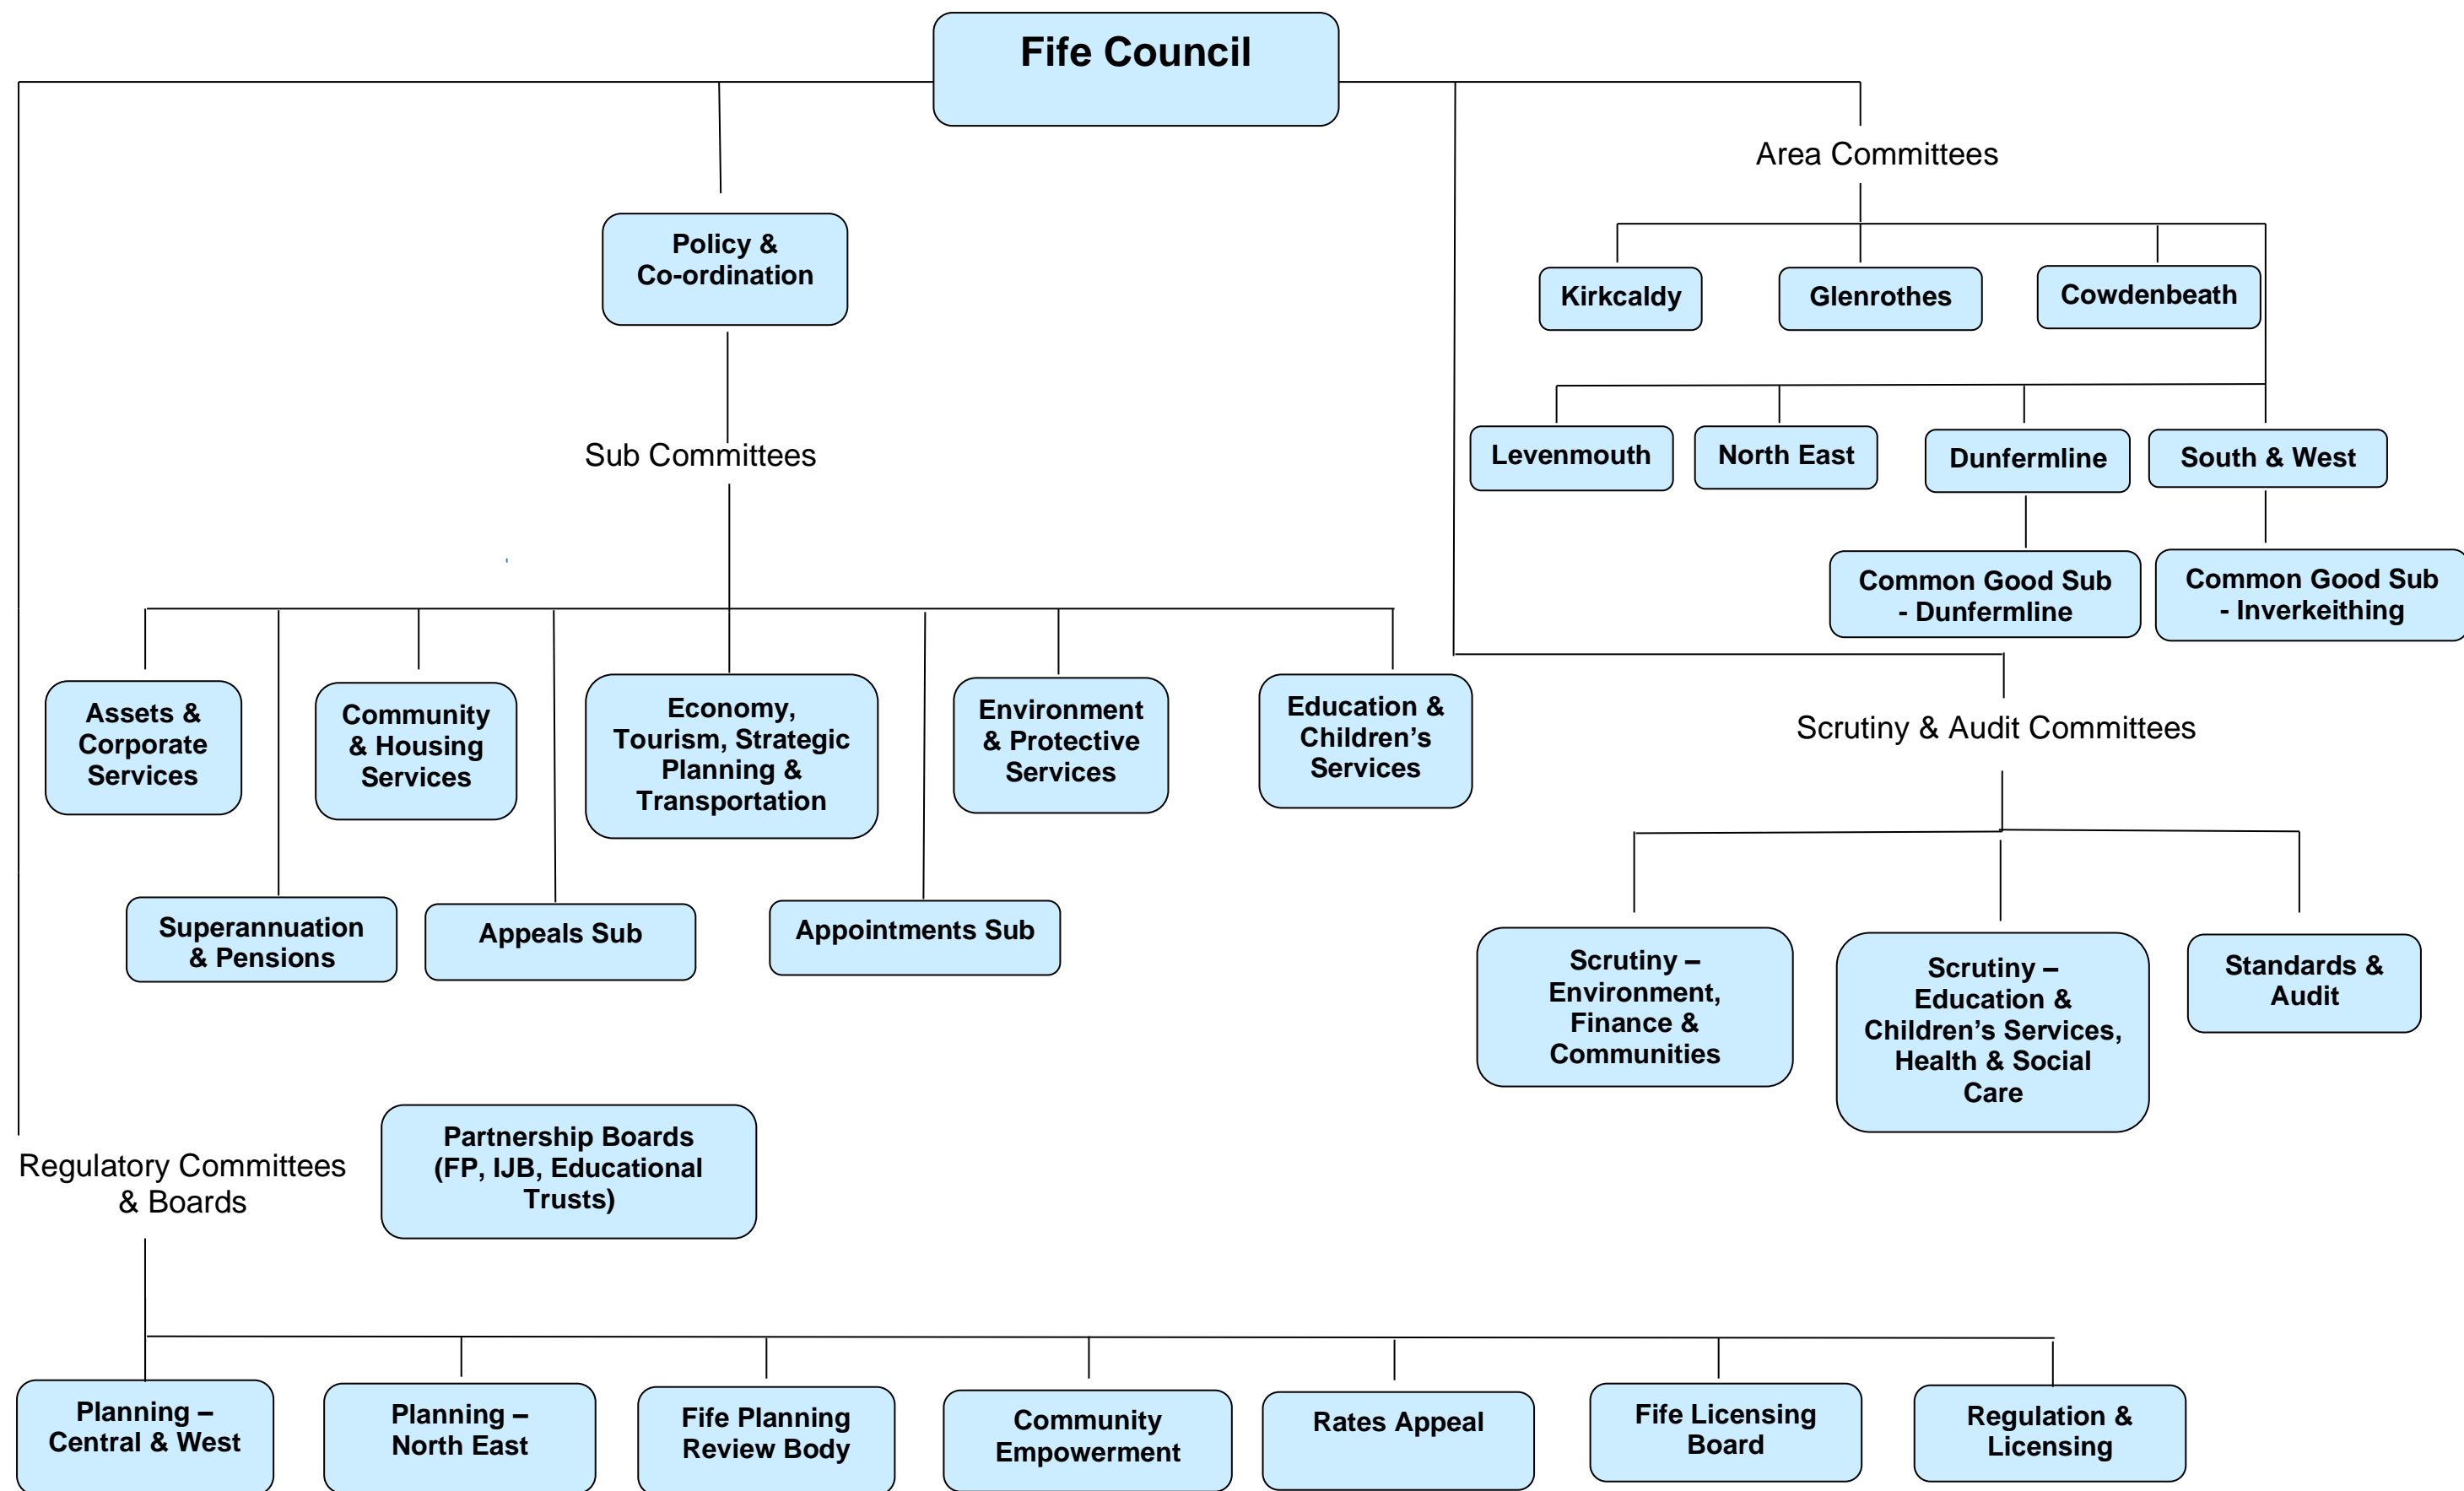 Fife Council
Area Committees
Policy &
Co-ordination
Kirkcaldy
Glenrothes
Cowdenbeath
Sub Committees
Levenmouth
North East
Dunfermline
South & West
Common Good Sub
- Dunfermline
Common Good Sub
- Inverkeithing
Assets &
Corporate
Services
Community
& Housing
Services
Economy,
Tourism, Strategic
Planning &
Transportation
Environment
& Protective
Services
Education &
Children’s
Services
Scrutiny & Audit Committees
Superannuation
& Pensions
Appeals Sub
Appointments Sub
Scrutiny –
Environment,
Finance &
Communities
Scrutiny –
Education &
Children’s Services,
Health & Social
Care
Standards &
Audit
Regulatory Committees
& Boards
Partnership Boards
(FP, IJB, Educational
Trusts)
Planning –
Central & West
Planning –
North East
Fife Planning
Review Body
Community
Empowerment
Rates Appeal
Fife Licensing
Board
Regulation &
Licensing